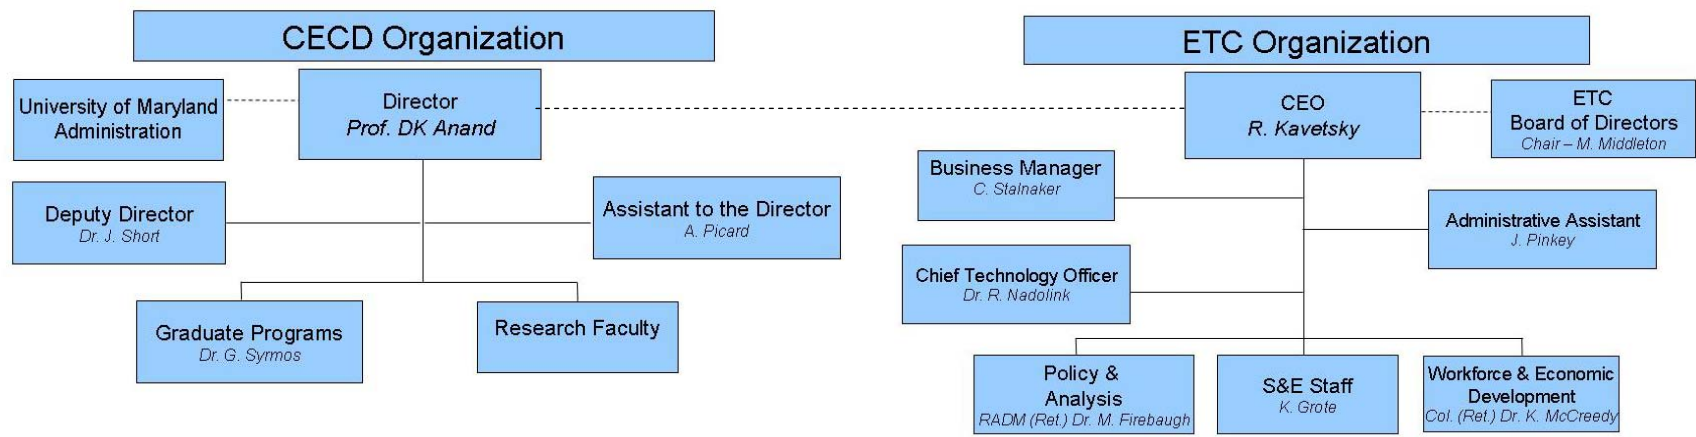 CECD Organization
University of Maryland
Administration
Director
Prof. DK Anand
Deputy Director
Dr. J. Short
Assistant to the Director
A. Picard
Graduate Programs
Dr. G. Syrmos
Research Faculty
ETC Organization
CEO
R. Kavetsky
ETC
Board of Directors
Chair – M. Middleton
Business Manager
C. Stalnaker
Administrative Assistant
J. Pinkey
Chief Technology Officer
Dr. R. Nadolink
Policy &
Analysis
RADM (Ret.) Dr. M. Firebaugh
S&E Staff
K. Grote
Workforce & Economic
Development
Col. (Ret.) Dr. K. McCreedy